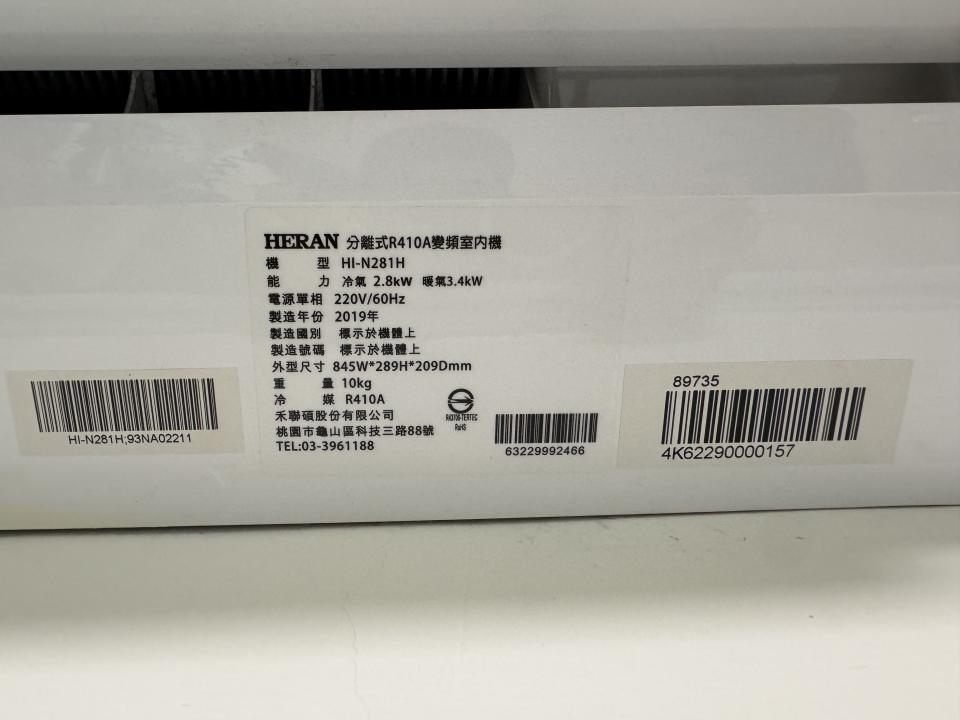 HERAN 分離式R410A變頻室內機
機 型 HI-N281H
能 力 冷氣 2.8kW 暖氣3.4kW
電源單相 220V/60Hz
製造年份 2019年
製造國別 標示於機體上
製造號碼 標示於機體上
外型尺寸 845W*289H*209Dmm
重 量 10kg
冷 媒 R410A
禾聯碩股份有限公司
桃園市龜山區科技三路88號
TEL:03-3961188
RoHS
63229992466
HI-N281H;93NA02211
89735
4K62290000157